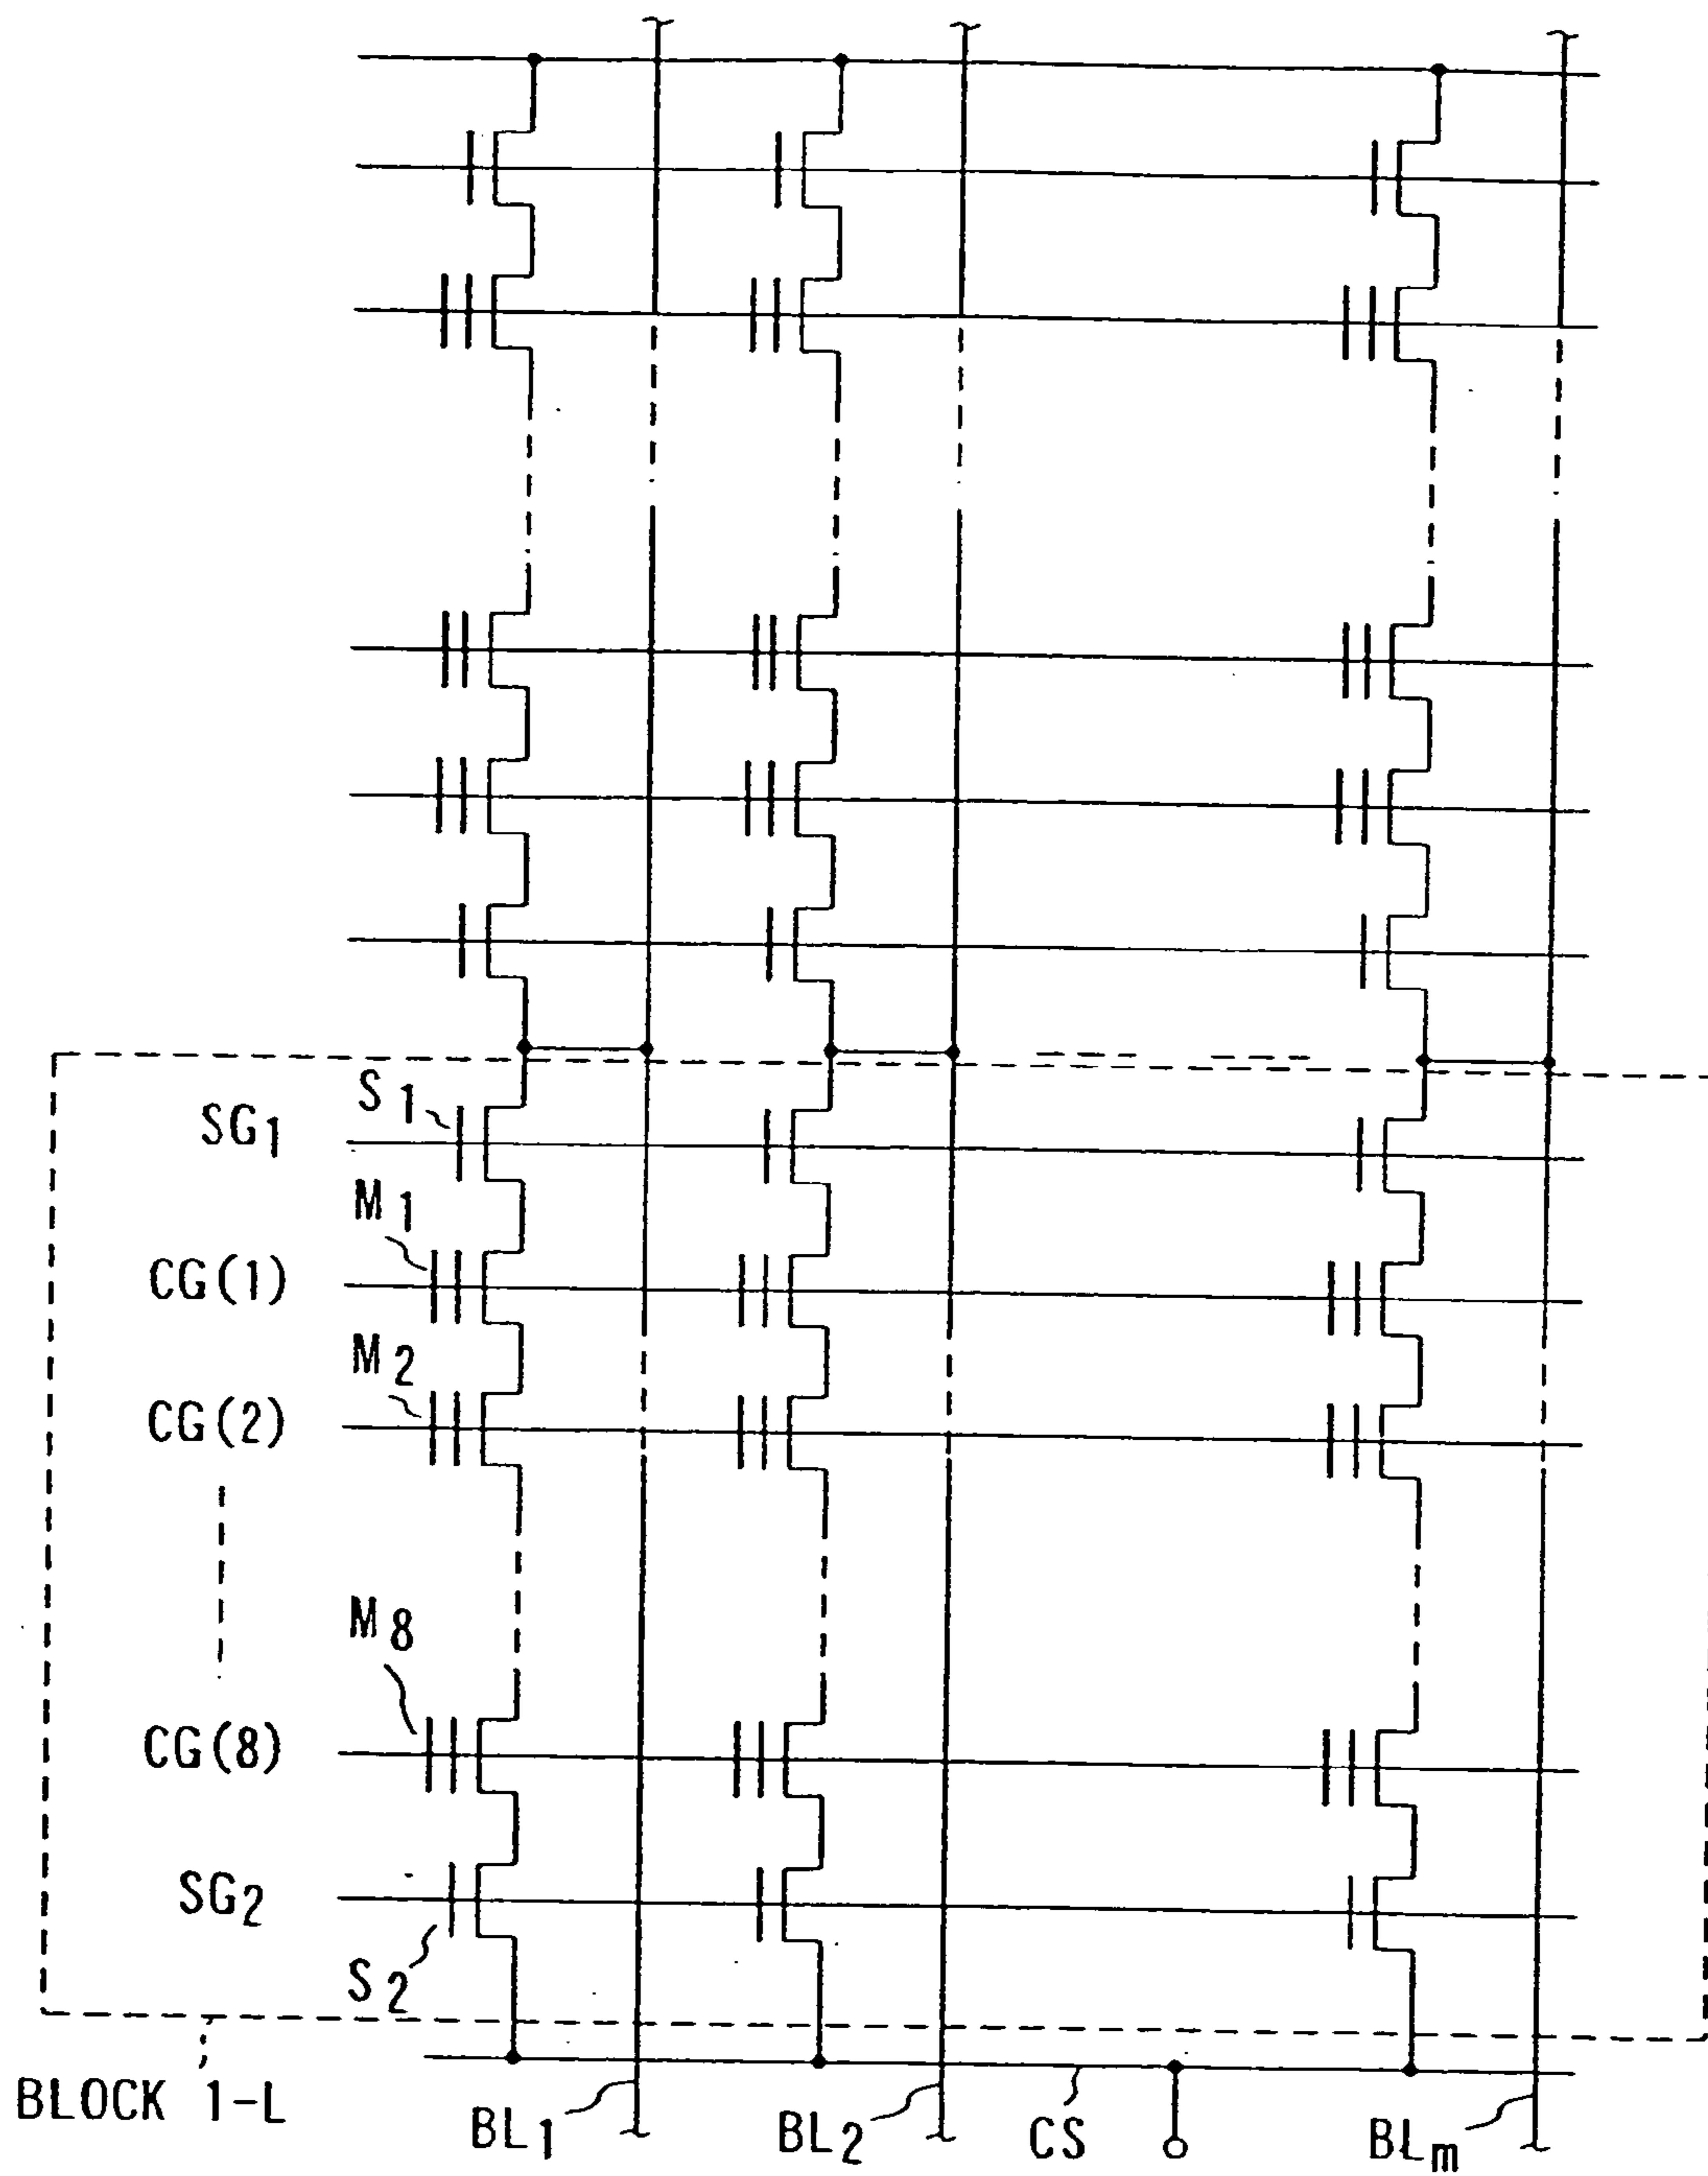 S1
SG1
M1
CG(1)
M2
CG(2)
M8
CG(8)
SG2
S2
BLOCK 1-L
BL1
BL2
CS
BLm